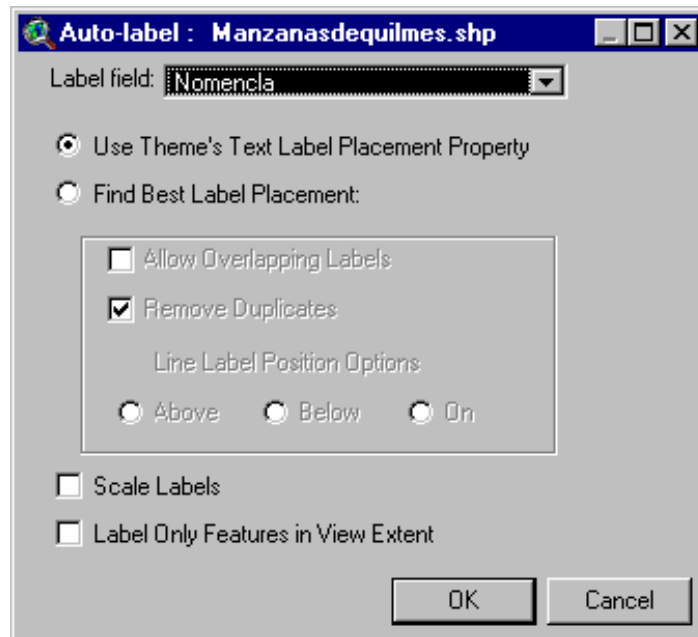 Auto-label : Manzanasdequilmes.shp
Label field: Nomencla
Use Theme's Text Label Placement Property
Find Best Label Placement:
Allow Overlapping Labels
Remove Duplicates
Line Label Position Options
Above Below On
Scale Labels
Label Only Features in View Extent
OK Cancel